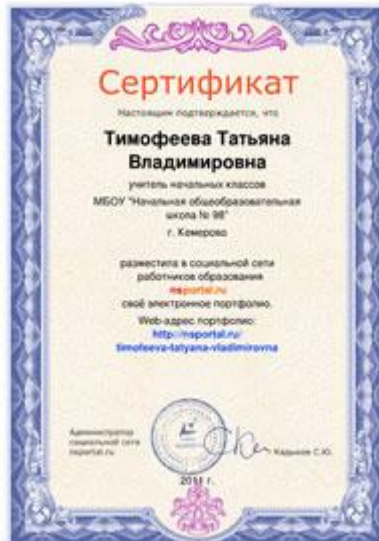 Сертификат
Настоящим подтверждается, что
Тимофеева Татьяна
Владимировна
учитель начальных классов
МБОУ "Начальная общеобразовательная
школа № 98"
г. Кемерово
разместила в социальной сети
работников образования
nsportal.ru
своё электронное портфолио.
Web-адрес портфолио:
http://nsportal.ru/
timofeeva-tatyana-vladimirovna
Администратор
социальной сети
nsportal.ru
Кадыков С.Ю.
2011 г.